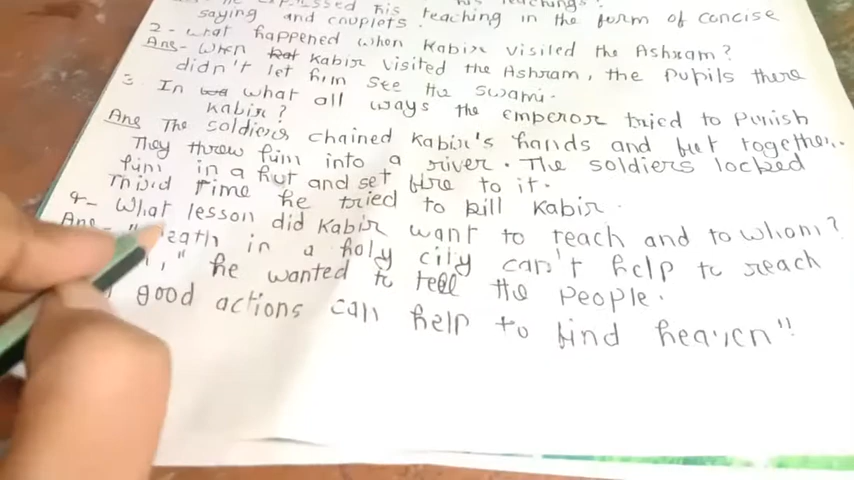 expressed his teachings.
saying and couplets. teaching in the form of concise
2- what happened when Kabir visited the Ashram?
Ans- when Kabir visited the Ashram, the pupils there
didn't let him see the swami.
3 In what all ways the emperor tried to punish
Kabir?
Ans The soldiers chained Kabir's hands and together.
They threw him into a river. The soldiers locked
him in a hut and set fire to it.
Third time he tried to kill Kabir.
4- What lesson did Kabir want to teach and to whom?
Ans- in a holy city can't help to reach
" he wanted to tell the people.
good actions can help to find heaven"